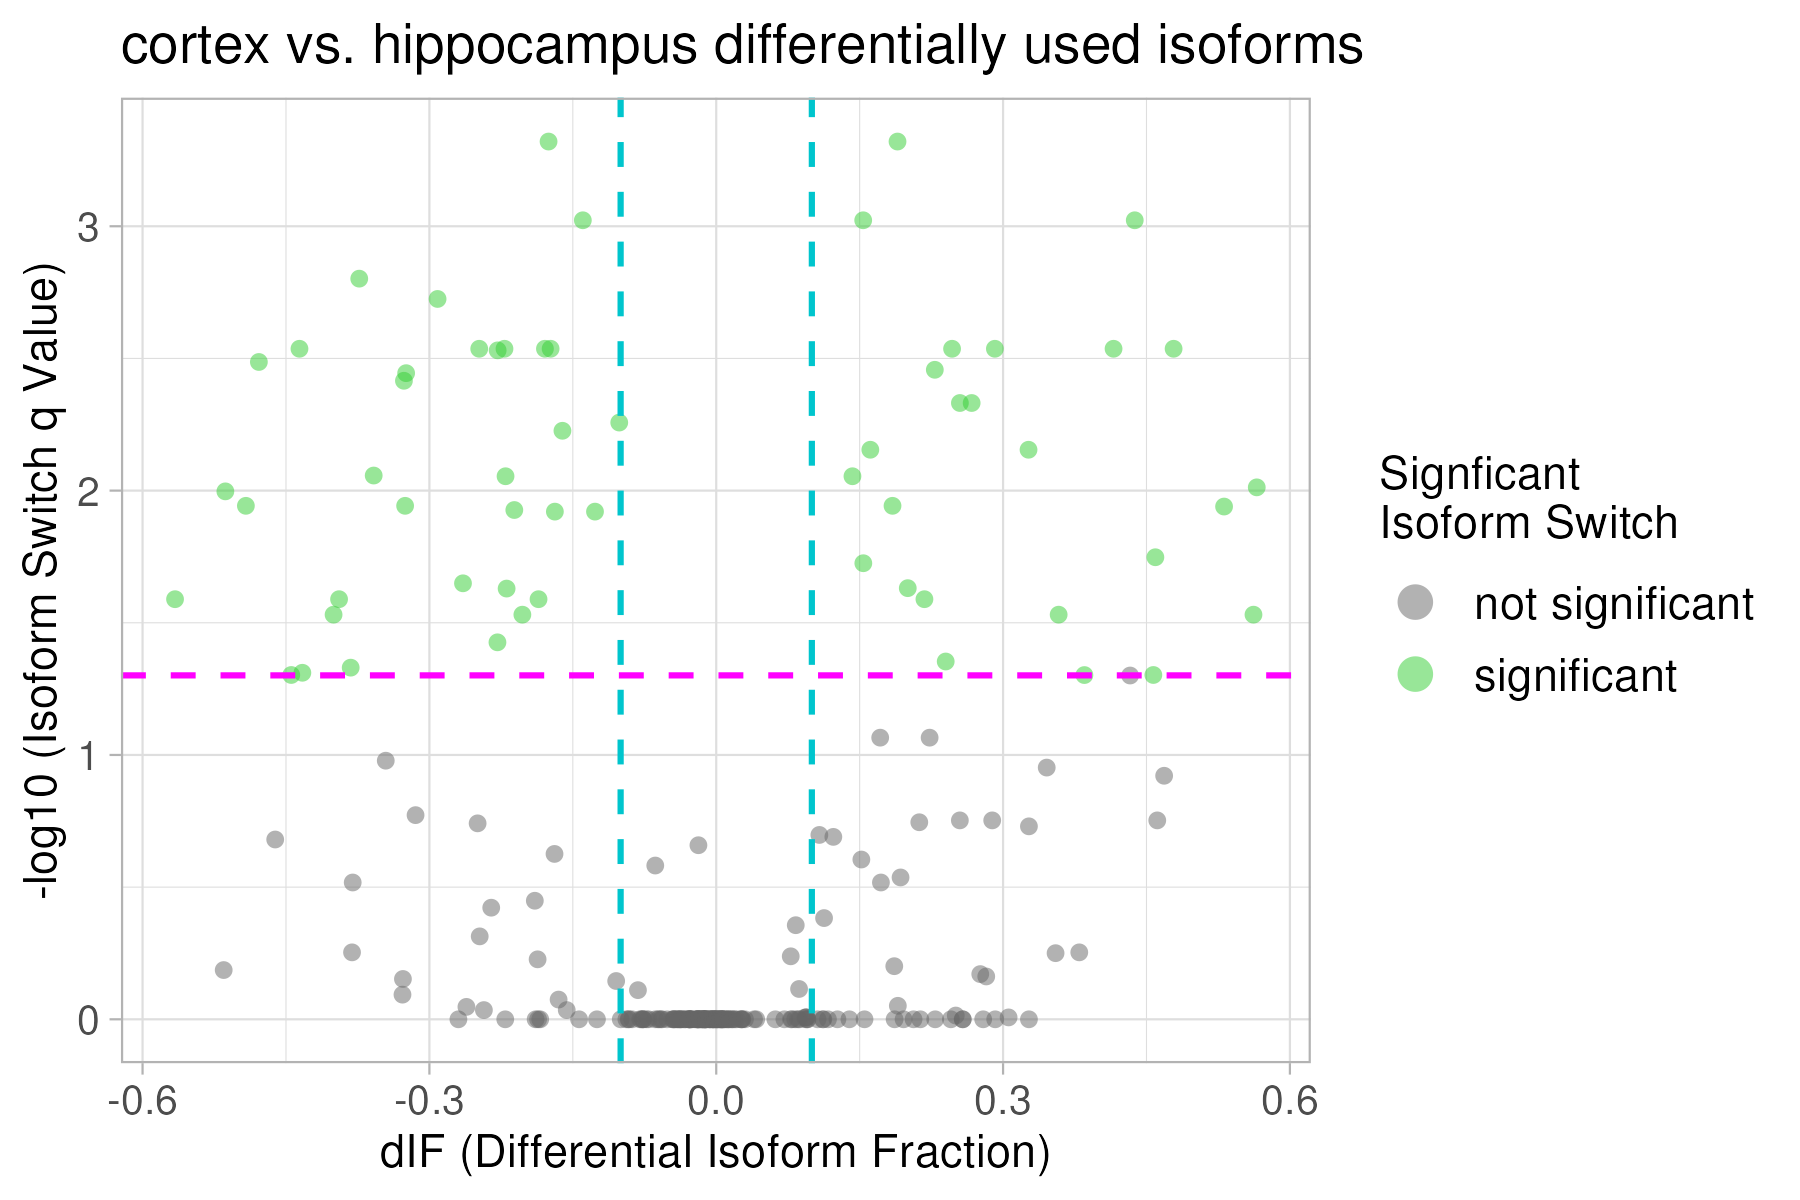 cortex vs. hippocampus differentially used isoforms
-log10 (Isoform Switch q Value)
3
2
1
0
-0.6
-0.3
0.0
0.3
0.6
dIF (Differential Isoform Fraction)
Signficant
Isoform Switch
not significant
significant